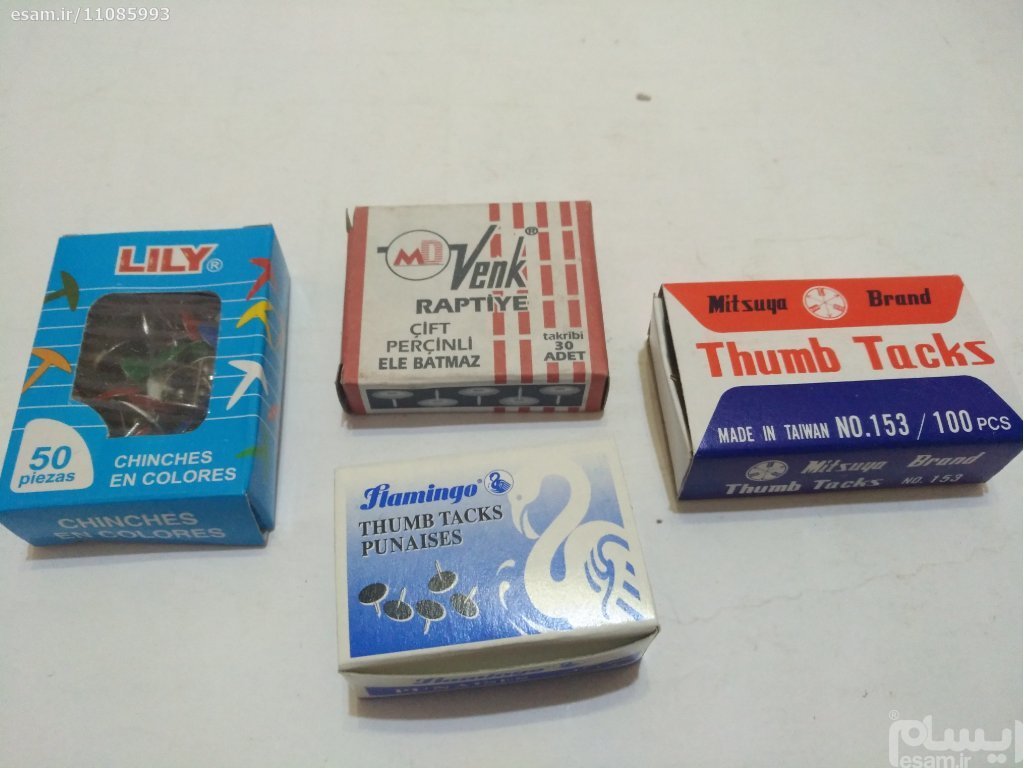 esam.ir/11085993
LILY®
50
piezas
CHINCHES
EN COLORES
CHINCHES
EN COLORES
MD Venk®
RAPTİYE
ÇİFT
PERÇİNLİ
ELE BATMAZ
takribi
30
ADET
Mitsuya Brand
Thumb Tacks
MADE IN TAIWAN NO.153 / 100 PCS
Mitsuya Brand
Thumb Tacks NO. 153
Flamingo®
THUMB TACKS
PUNAISES
Flamingo
PUNAISES
®ایسام
esam.ir